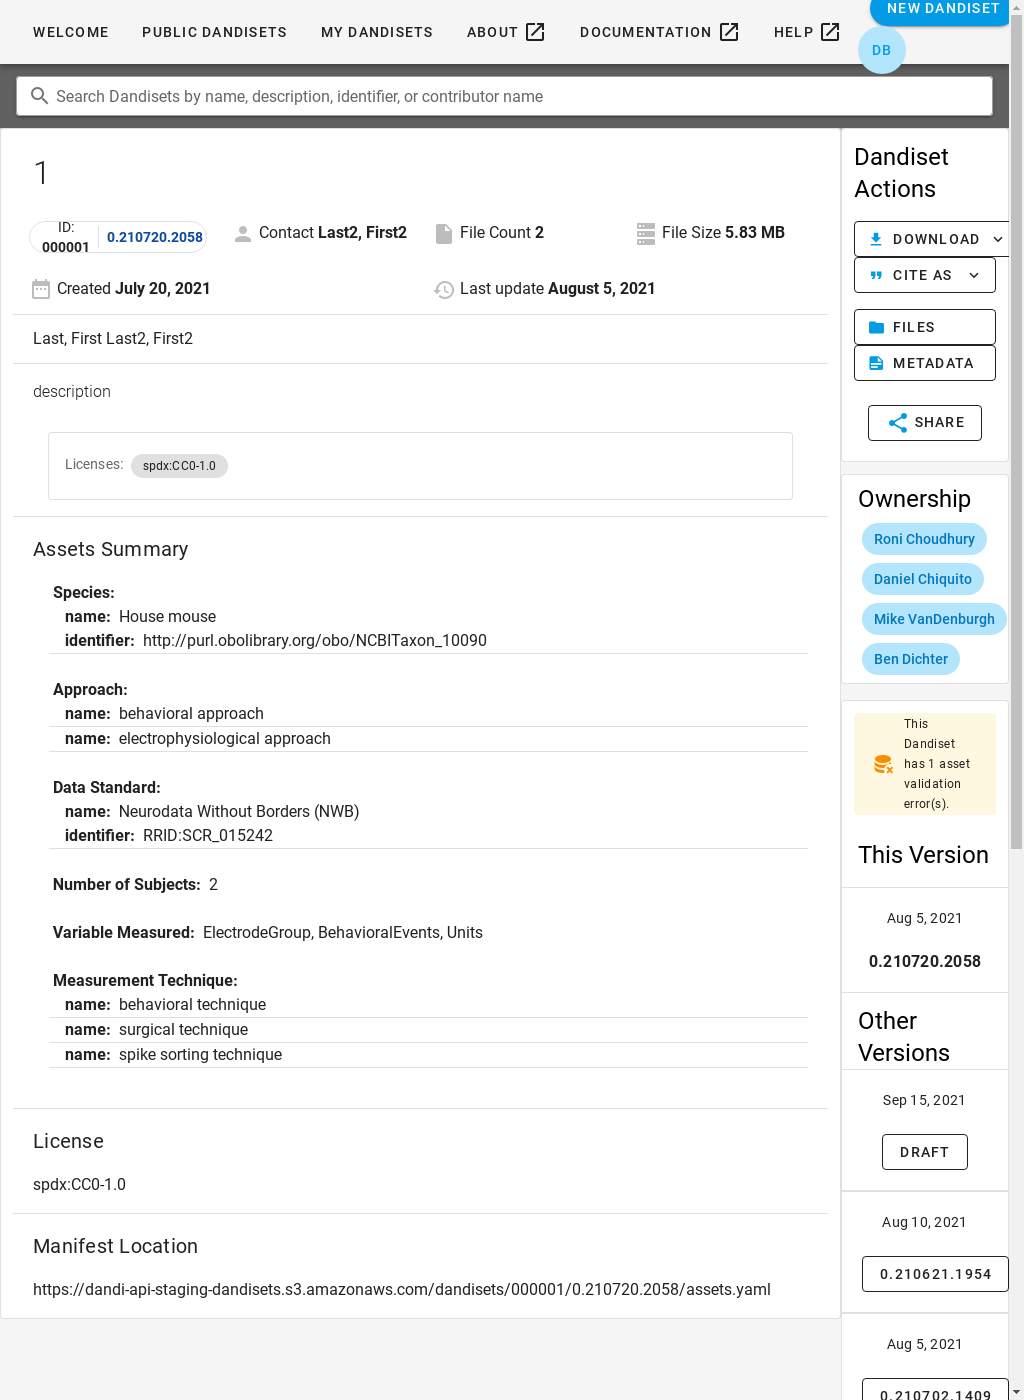 WELCOME
PUBLIC DANDISETS
MY DANDISETS
ABOUT
DOCUMENTATION
HELP
NEW DANDISET
DB
Search Dandisets by name, description, identifier, or contributor name
1
ID:
000001
0.210720.2058
Contact Last2, First2
File Count 2
File Size 5.83 MB
Created July 20, 2021
Last update August 5, 2021
Last, First Last2, First2
description
Licenses: spdx:CC0-1.0
Assets Summary
Species:
name: House mouse
identifier: http://purl.obolibrary.org/obo/NCBITaxon_10090
Approach:
name: behavioral approach
name: electrophysiological approach
Data Standard:
name: Neurodata Without Borders (NWB)
identifier: RRID:SCR_015242
Number of Subjects: 2
Variable Measured: ElectrodeGroup, BehavioralEvents, Units
Measurement Technique:
name: behavioral technique
name: surgical technique
name: spike sorting technique
License
spdx:CC0-1.0
Manifest Location
https://dandi-api-staging-dandisets.s3.amazonaws.com/dandisets/000001/0.210720.2058/assets.yaml
Dandiset
Actions
DOWNLOAD
CITE AS
FILES
METADATA
SHARE
Ownership
Roni Choudhury
Daniel Chiquito
Mike VanDenburgh
Ben Dichter
This
Dandiset
has 1 asset
validation
error(s).
This Version
Aug 5, 2021
0.210720.2058
Other
Versions
Sep 15, 2021
DRAFT
Aug 10, 2021
0.210621.1954
Aug 5, 2021
0.210702.1409